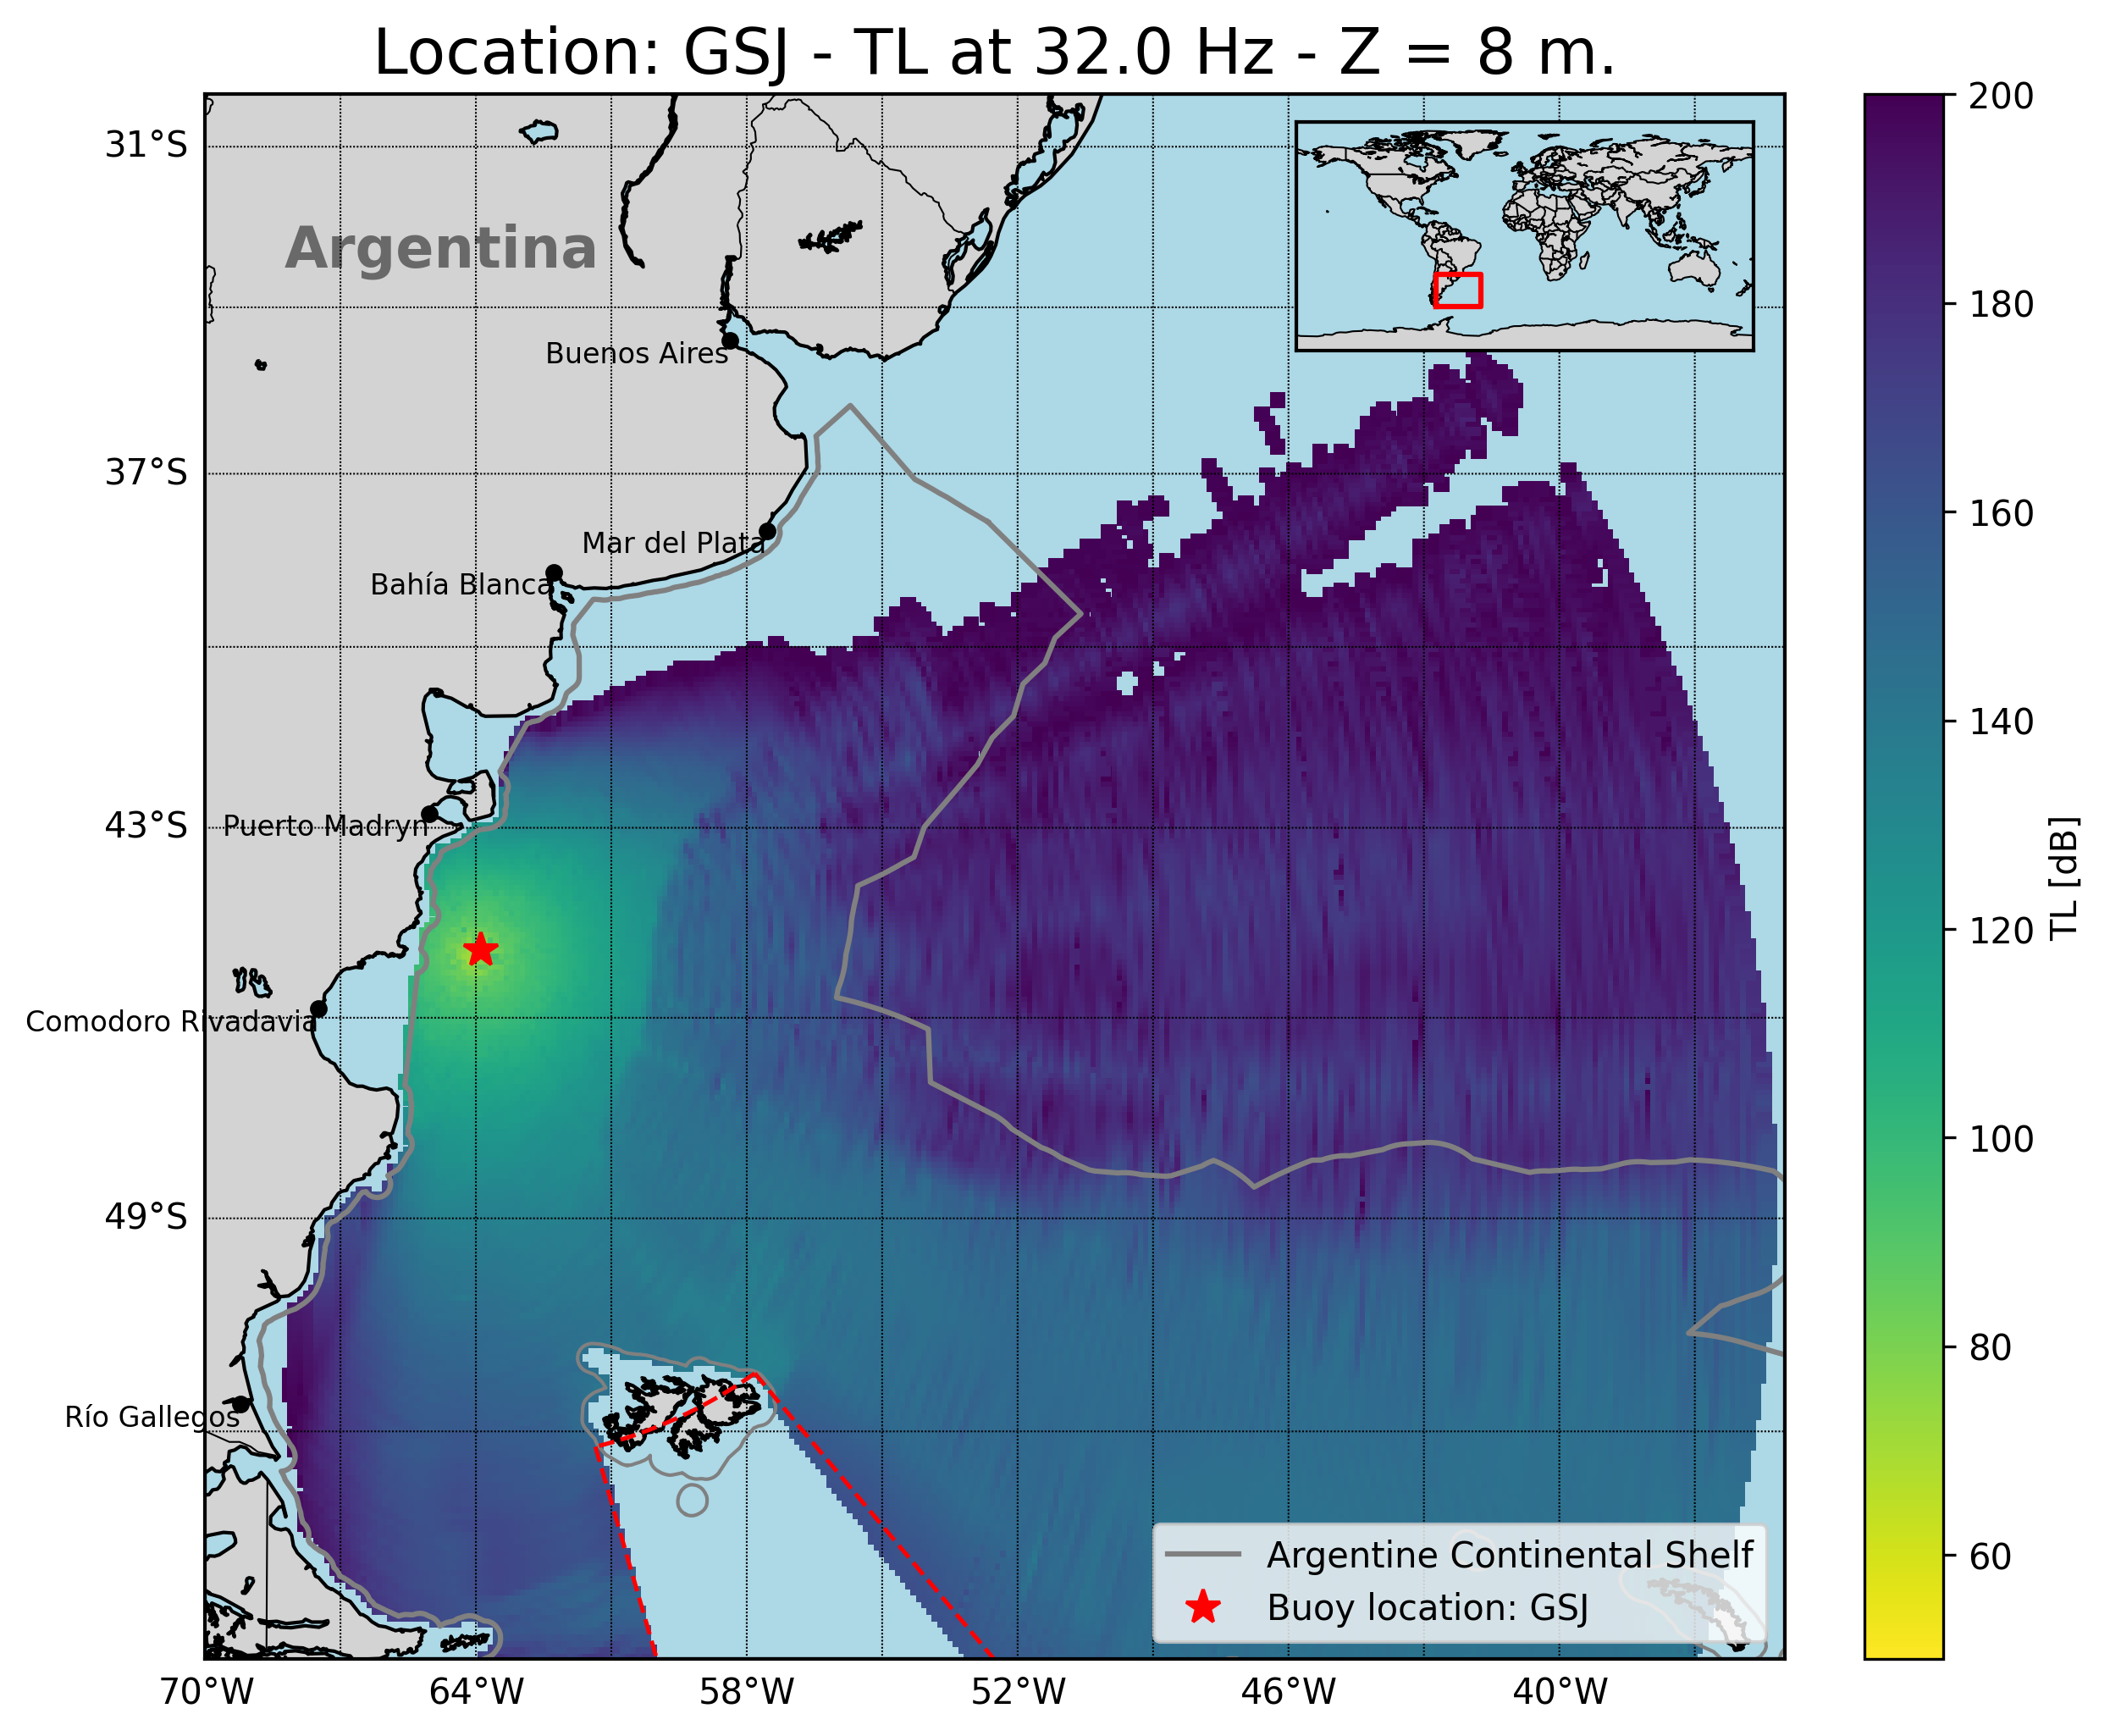 Location: GSJ - TL at 32.0 Hz - Z = 8 m.
31°S
37°S
43°S
49°S
Argentina
Buenos Aires
Mar del Plata
Bahía Blanca
Puerto Madryn
Comodoro Rivadavia
Río Gallegos
Argentine Continental Shelf
Buoy location: GSJ
70°W
64°W
58°W
52°W
46°W
40°W
200
180
160
140
120
100
80
60
TL [dB]